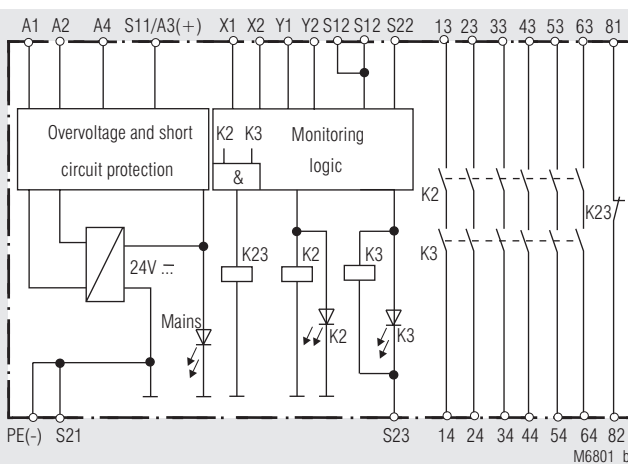 A1 A2 A4 S11/A3(+) X1 X2 Y1 Y2 S12 S12 S22 13 23 33 43 53 63 81
Overvoltage and short
circuit protection
K2 K3
&
Monitoring
logic
K2
K23
K3
24V
K23
K2
K3
Mains
K2
K3
PE(-) S21 S23 14 24 34 44 54 64 82
M6801_b